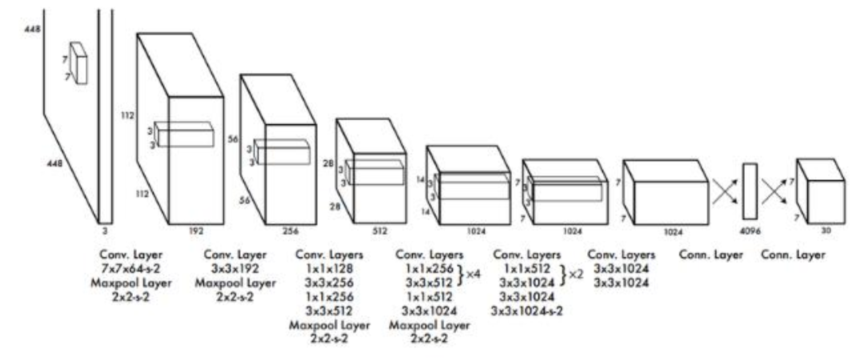 448
7
7
448
3
112
3
3
112
192
56
3
3
56
256
28
3
3
28
512
14
3
3
14
1024
7
3
3
7
1024
7
7
1024
4096
7
7
30
Conv. Layer
7x7x64-s-2
Maxpool Layer
2x2-s-2
Conv. Layer
3x3x192
Maxpool Layer
2x2-s-2
Conv. Layers
1x1x128
3x3x256
1x1x256
3x3x512
Maxpool Layer
2x2-s-2
Conv. Layers
1x1x256
3x3x512 }×4
1x1x512
3x3x1024
Maxpool Layer
2x2-s-2
Conv. Layers
1x1x512
3x3x1024 }×2
3x3x1024
3x3x1024-s-2
Conv. Layers
3x3x1024
3x3x1024
Conn. Layer
Conn. Layer